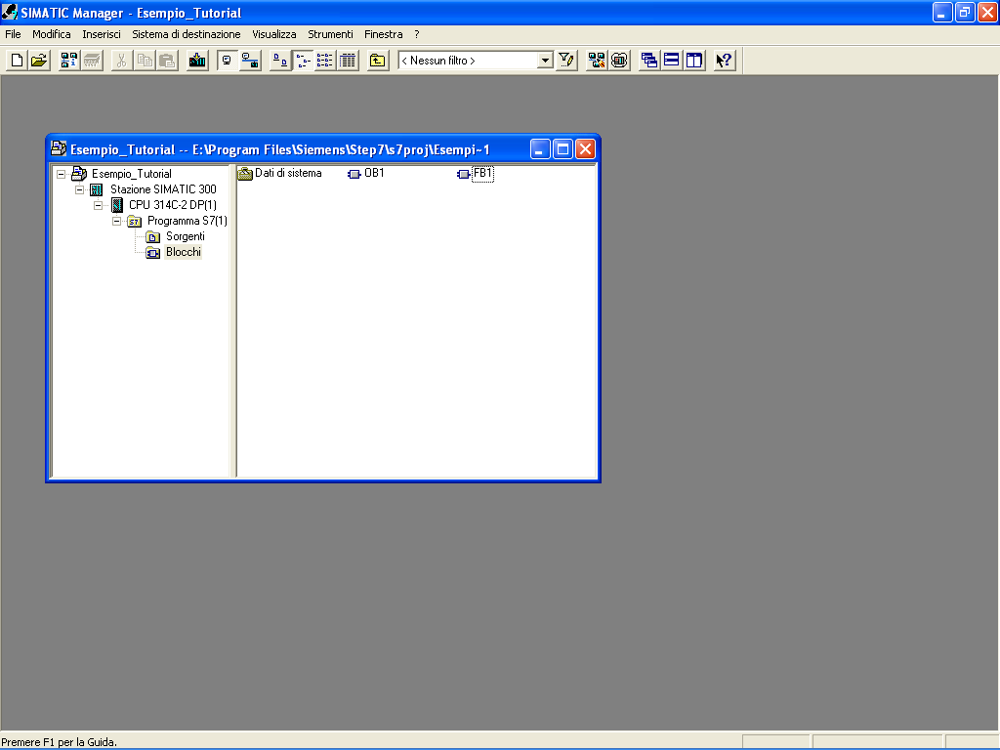 SIMATIC Manager - Esempio_Tutorial
File Modifica Inserisci Sistema di destinazione Visualizza Strumenti Finestra ?
< Nessun filtro >
Esempio_Tutorial -- E:\Program Files\Siemens\Step7\s7proj\Esempi~1
Esempio_Tutorial
Stazione SIMATIC 300
CPU 314C-2 DP(1)
Programma S7(1)
Sorgenti
Blocchi
Dati di sistema OB1 FB1
Premere F1 per la Guida.